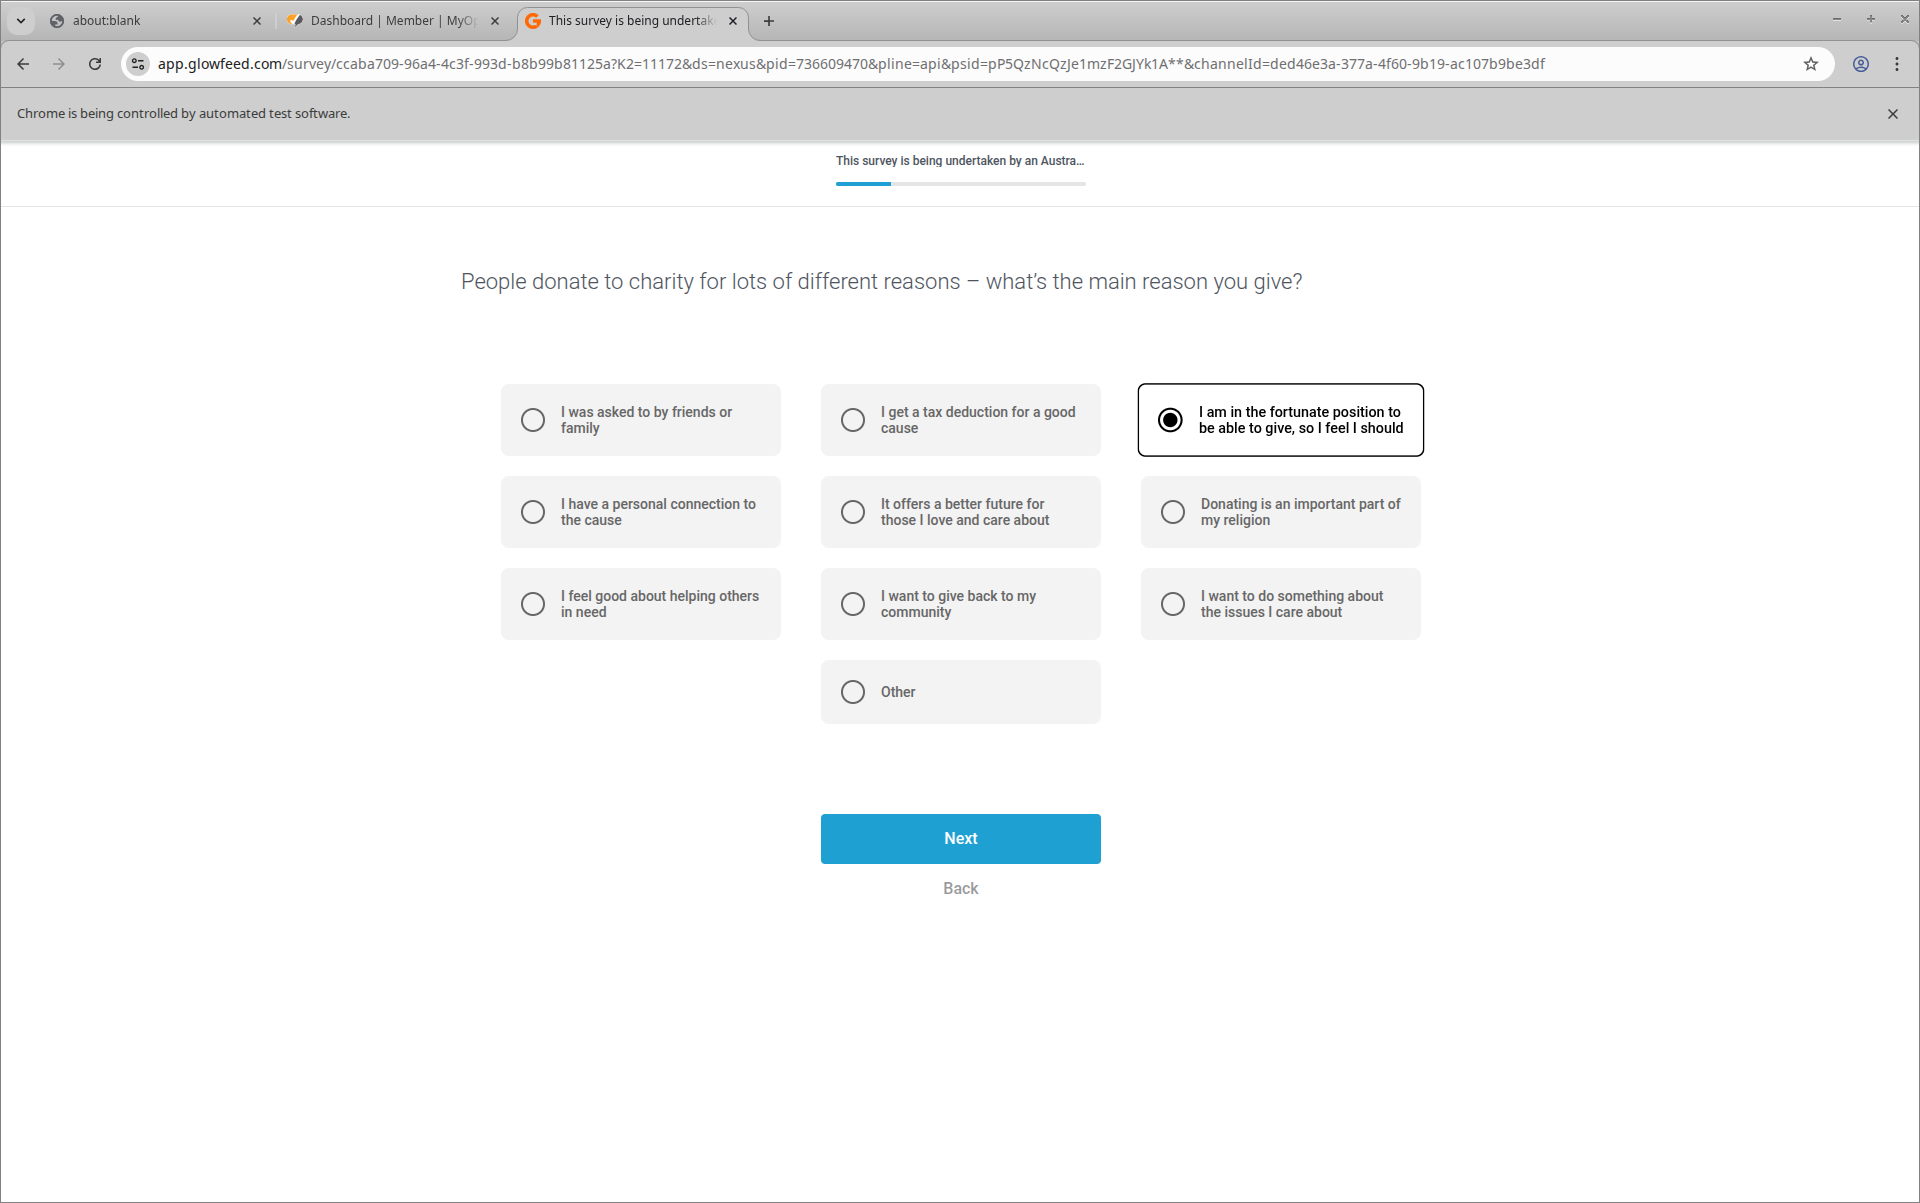 about:blank
Dashboard | Member | MyO
This survey is being undertak
app.glowfeed.com/survey/ccaba709-96a4-4c3f-993d-b8b99b81125a?K2=11172&ds=nexus&pid=736609470&pline=api&psid=pP5QzNcQzJe1mzF2GJYk1A**&channelId=ded46e3a-377a-4f60-9b19-ac107b9be3df
Chrome is being controlled by automated test software.
This survey is being undertaken by an Austra...
People donate to charity for lots of different reasons – what's the main reason you give?
I was asked to by friends or
family
I get a tax deduction for a good
cause
I am in the fortunate position to
be able to give, so I feel I should
I have a personal connection to
the cause
It offers a better future for
those I love and care about
Donating is an important part of
my religion
I feel good about helping others
in need
I want to give back to my
community
I want to do something about
the issues I care about
Other
Next
Back